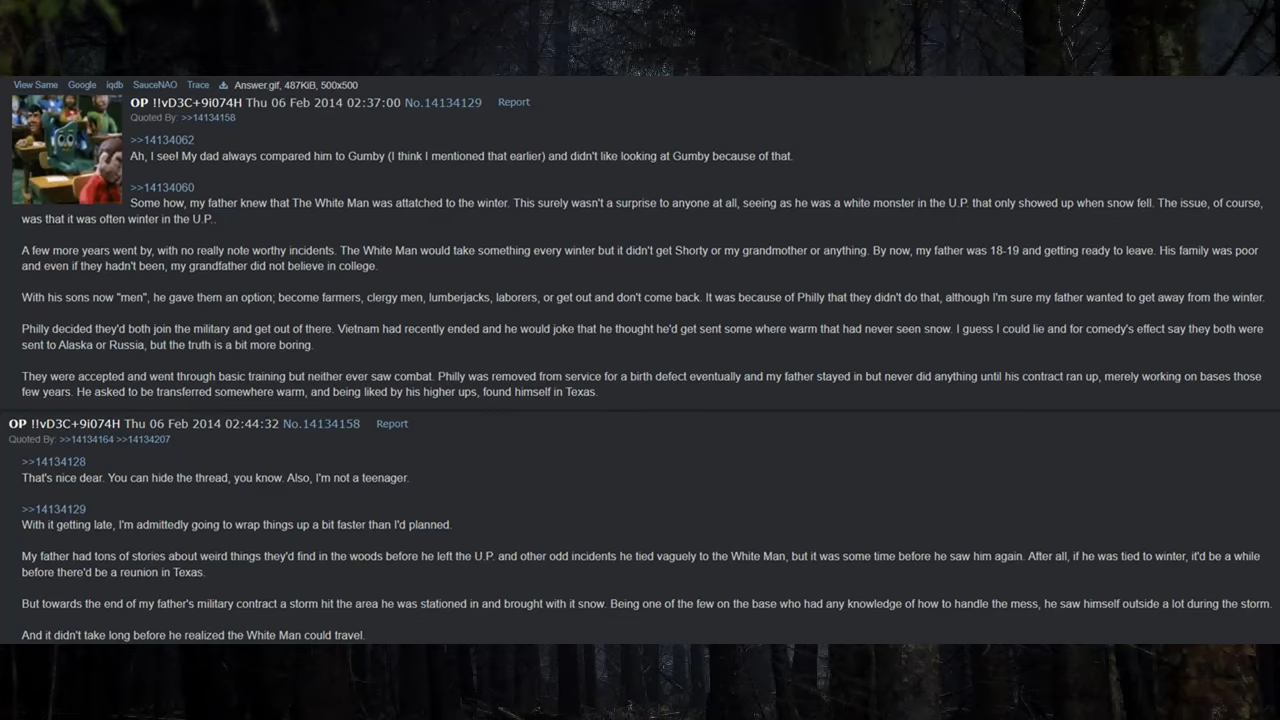 View Same Google iqdb SauceNAO Trace Answer.gif, 487KiB, 500x500
OP !!vD3C+9i074H Thu 06 Feb 2014 02:37:00 No.14134129 Report
Quoted By: >>14134158
>>14134062
Ah, I see! My dad always compared him to Gumby (I think I mentioned that earlier) and didn't like looking at Gumby because of that.
>>14134060
Some how, my father knew that The White Man was attatched to the winter. This surely wasn't a surprise to anyone at all, seeing as he was a white monster in the U.P. that only showed up when snow fell. The issue, of course,
was that it was often winter in the U.P..
A few more years went by, with no really note worthy incidents. The White Man would take something every winter but it didn't get Shorty or my grandmother or anything. By now, my father was 18-19 and getting ready to leave. His family was poor
and even if they hadn't been, my grandfather did not believe in college.
With his sons now "men", he gave them an option; become farmers, clergy men, lumberjacks, laborers, or get out and don't come back. It was because of Philly that they didn't do that, although I'm sure my father wanted to get away from the winter.
Philly decided they'd both join the military and get out of there. Vietnam had recently ended and he would joke that he thought he'd get sent some where warm that had never seen snow. I guess I could lie and for comedy's effect say they both were
sent to Alaska or Russia, but the truth is a bit more boring.
They were accepted and went through basic training but neither ever saw combat. Philly was removed from service for a birth defect eventually and my father stayed in but never did anything until his contract ran up, merely working on bases those
few years. He asked to be transferred somewhere warm, and being liked by his higher ups, found himself in Texas.
OP !!vD3C+9i074H Thu 06 Feb 2014 02:44:32 No.14134158 Report
Quoted By: >>14134164 >>14134207
>>14134128
That's nice dear. You can hide the thread, you know. Also, I'm not a teenager.
>>14134129
With it getting late, I'm admittedly going to wrap things up a bit faster than I'd planned.
My father had tons of stories about weird things they'd find in the woods before he left the U.P. and other odd incidents he tied vaguely to the White Man, but it was some time before he saw him again. After all, if he was tied to winter, it'd be a while
before there'd be a reunion in Texas.
But towards the end of my father's military contract a storm hit the area he was stationed in and brought with it snow. Being one of the few on the base who had any knowledge of how to handle the mess, he saw himself outside a lot during the storm.
And it didn't take long before he realized the White Man could travel.